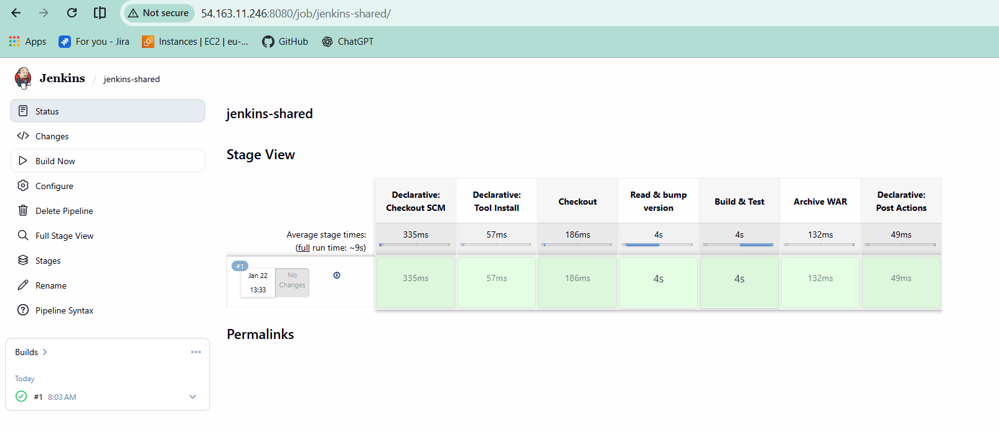 Not secure 54.163.11.246:8080/job/jenkins-shared/
Apps For you - Jira Instances | EC2 | eu-... GitHub ChatGPT
Jenkins / jenkins-shared
Status
Changes
Build Now
Configure
Delete Pipeline
Full Stage View
Stages
Rename
Pipeline Syntax
Builds
Today
#1 8:03 AM
jenkins-shared
Stage View
Declarative: Checkout SCM
Declarative: Tool Install
Checkout
Read & bump version
Build & Test
Archive WAR
Declarative: Post Actions
Average stage times:
(full run time: ~9s)
335ms 57ms 186ms 4s 4s 132ms 49ms
#1
Jan 22
13:33
No
Changes
335ms 57ms 186ms 4s 4s 132ms 49ms
Permalinks